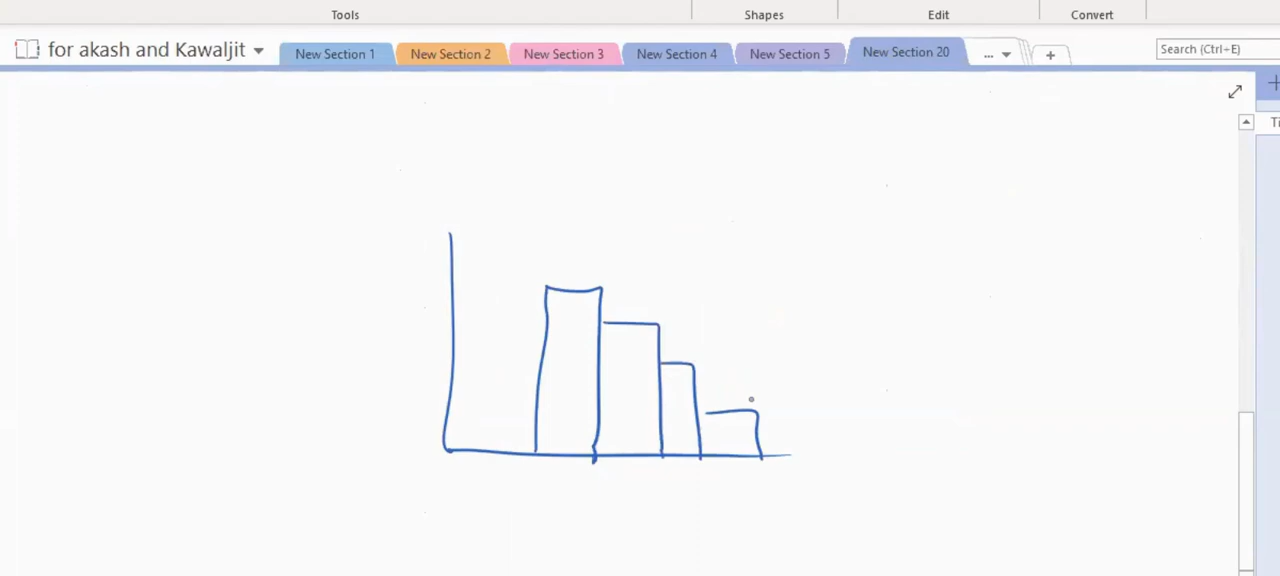 Tools Shapes Edit Convert
for akash and Kawaljit New Section 1 New Section 2 New Section 3 New Section 4 New Section 5 New Section 20 ... + Search (Ctrl+E)